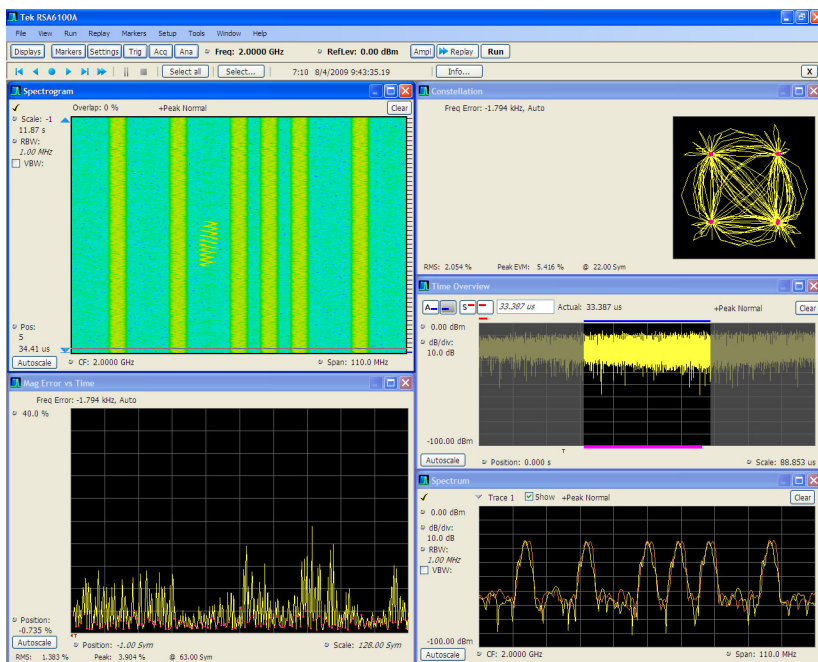 Tek RSA6100A
File View Run Replay Markers Setup Tools Window Help
Displays Markers Settings Trig Acq Ana Freq: 2.0000 GHz RefLev: 0.00 dBm Ampl Replay Run
Select all Select... 7:10 8/4/2009 9:43:35.19 Info... X
Spectrogram
Overlap: 0 % +Peak Normal Clear
Scale: -1
11.87 s
RBW:
1.00 MHz
VBW:
Pos:
5
34.41 us
Autoscale CF: 2.0000 GHz Span: 110.0 MHz
Constellation
Freq Error: -1.794 kHz, Auto
RMS: 2.054 % Peak EVM: 5.416 % @ 22.00 Sym
Time Overview
A S 33.387 us Actual: 33.387 us +Peak Normal Clear
0.00 dBm
dB/div:
10.0 dB
-100.00 dBm
T
Autoscale Position: 0.000 s Scale: 88.853 us
Mag Error vs Time
Freq Error: -1.794 kHz, Auto
40.0 %
Position:
-0.735 %
T
Autoscale Position: -1.00 Sym Scale: 128.00 Sym
RMS: 1.383 % Peak: 3.904 % @ 63.00 Sym
Spectrum
Trace 1 Show +Peak Normal Clear
0.00 dBm
dB/div:
10.0 dB
RBW:
1.00 MHz
VBW:
-100.00 dBm
Autoscale CF: 2.0000 GHz Span: 110.0 MHz